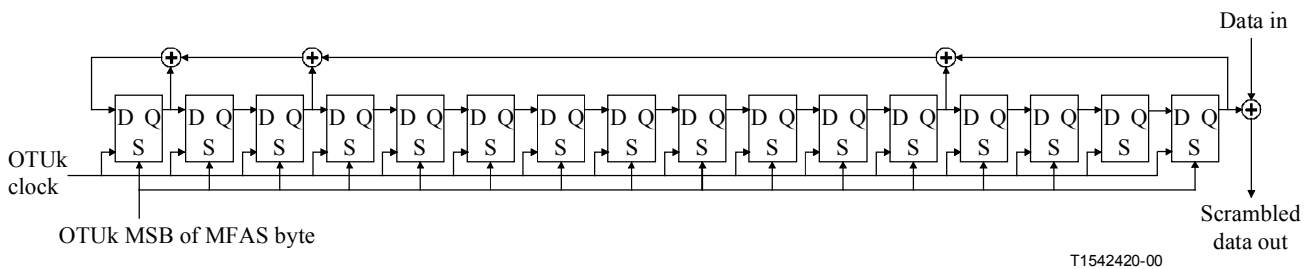 Data in
D Q D Q D Q D Q D Q D Q D Q D Q D Q D Q D Q D Q D Q D Q D Q D Q
S S S S S S S S S S S S S S S S
OTUk
clock
OTUk MSB of MFAS byte
Scrambled
data out
T1542420-00